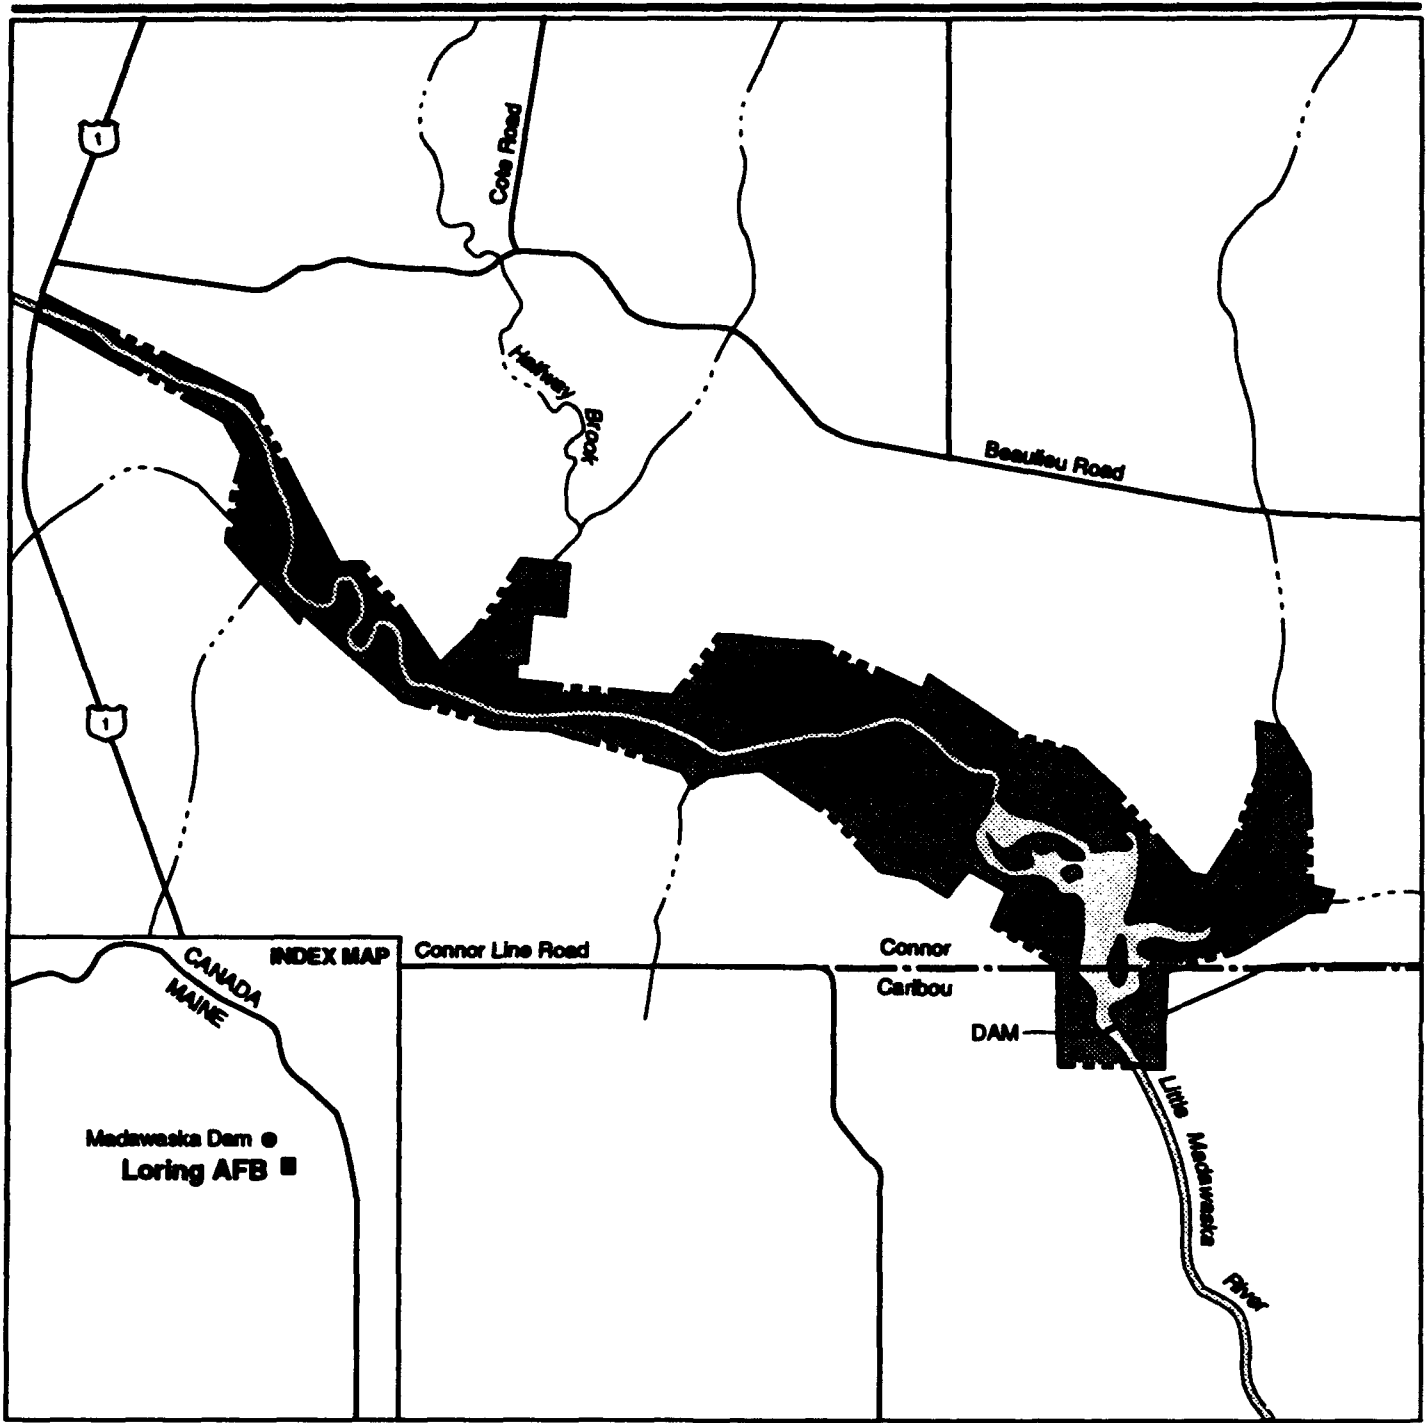 1
Cote Road
Halfway
Brook
Beaulieu Road
1
INDEX MAP
CANADA
MAINE
Madawaska Dam
Loring AFB
Connor Line Road
Connor
Caribou
DAM
Little Madawaska River